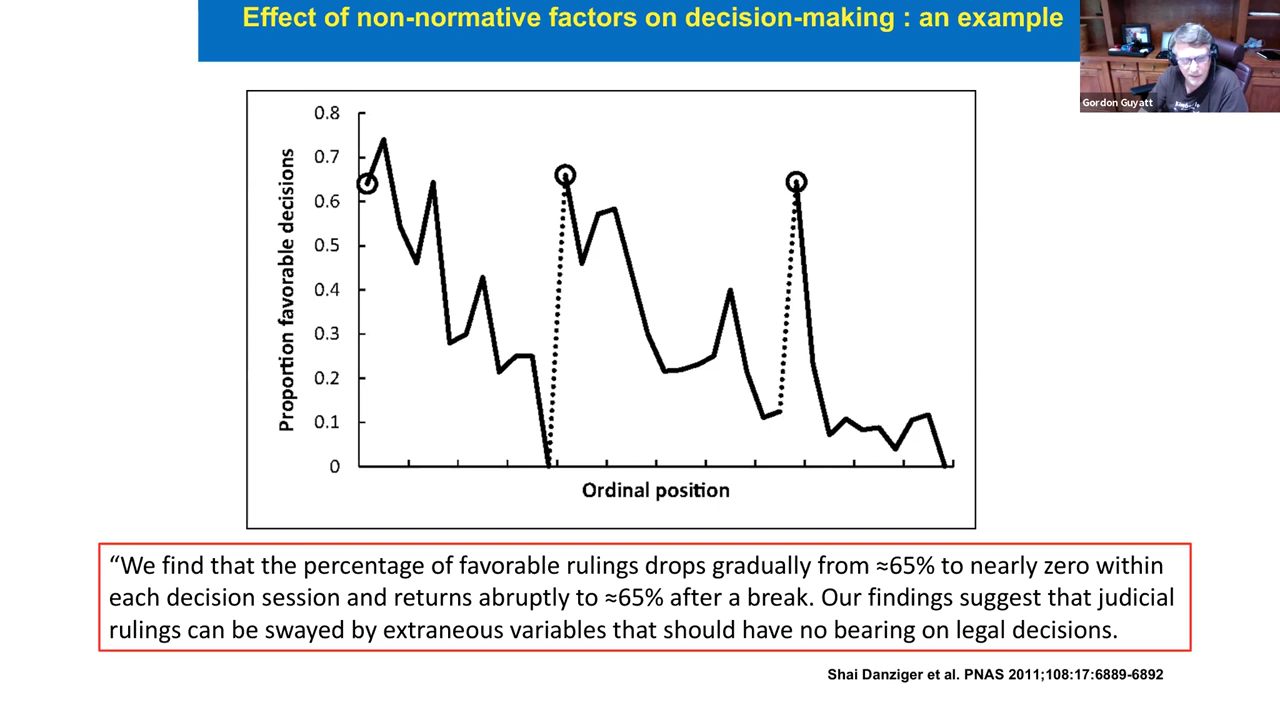 Effect of non-normative factors on decision-making : an example
Gordon Guyatt
Proportion favorable decisions
0.8
0.7
0.6
0.5
0.4
0.3
0.2
0.1
0
Ordinal position
“We find that the percentage of favorable rulings drops gradually from ≈65% to nearly zero within
each decision session and returns abruptly to ≈65% after a break. Our findings suggest that judicial
rulings can be swayed by extraneous variables that should have no bearing on legal decisions.
Shai Danziger et al. PNAS 2011;108:17:6889-6892